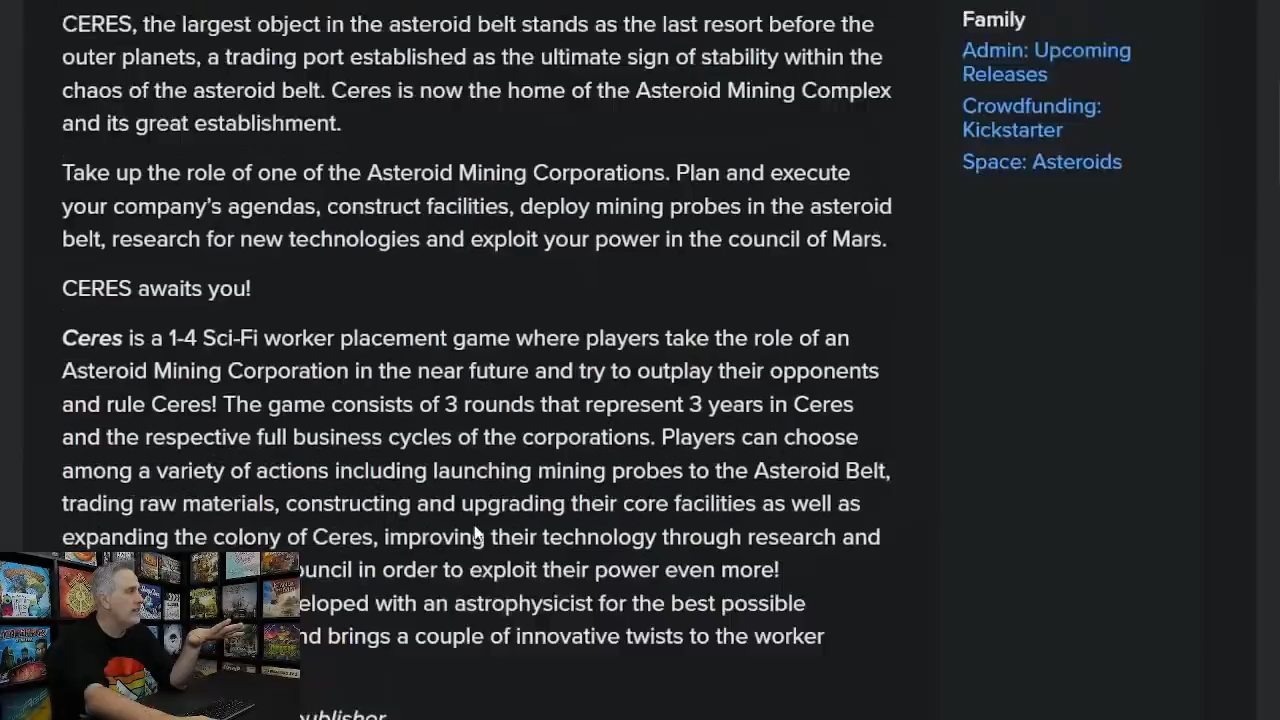 CERES, the largest object in the asteroid belt stands as the last resort before the
outer planets, a trading port established as the ultimate sign of stability within the
chaos of the asteroid belt. Ceres is now the home of the Asteroid Mining Complex
and its great establishment.
Take up the role of one of the Asteroid Mining Corporations. Plan and execute
your company’s agendas, construct facilities, deploy mining probes in the asteroid
belt, research for new technologies and exploit your power in the council of Mars.
CERES awaits you!
Ceres is a 1-4 Sci-Fi worker placement game where players take the role of an
Asteroid Mining Corporation in the near future and try to outplay their opponents
and rule Ceres! The game consists of 3 rounds that represent 3 years in Ceres
and the respective full business cycles of the corporations. Players can choose
among a variety of actions including launching mining probes to the Asteroid Belt,
trading raw materials, constructing and upgrading their core facilities as well as
expanding the colony of Ceres, improving their technology through research and
in order to exploit their power even more!
with an astrophysicist for the best possible
brings a couple of innovative twists to the worker
Family
Admin: Upcoming
Releases
Crowdfunding:
Kickstarter
Space: Asteroids